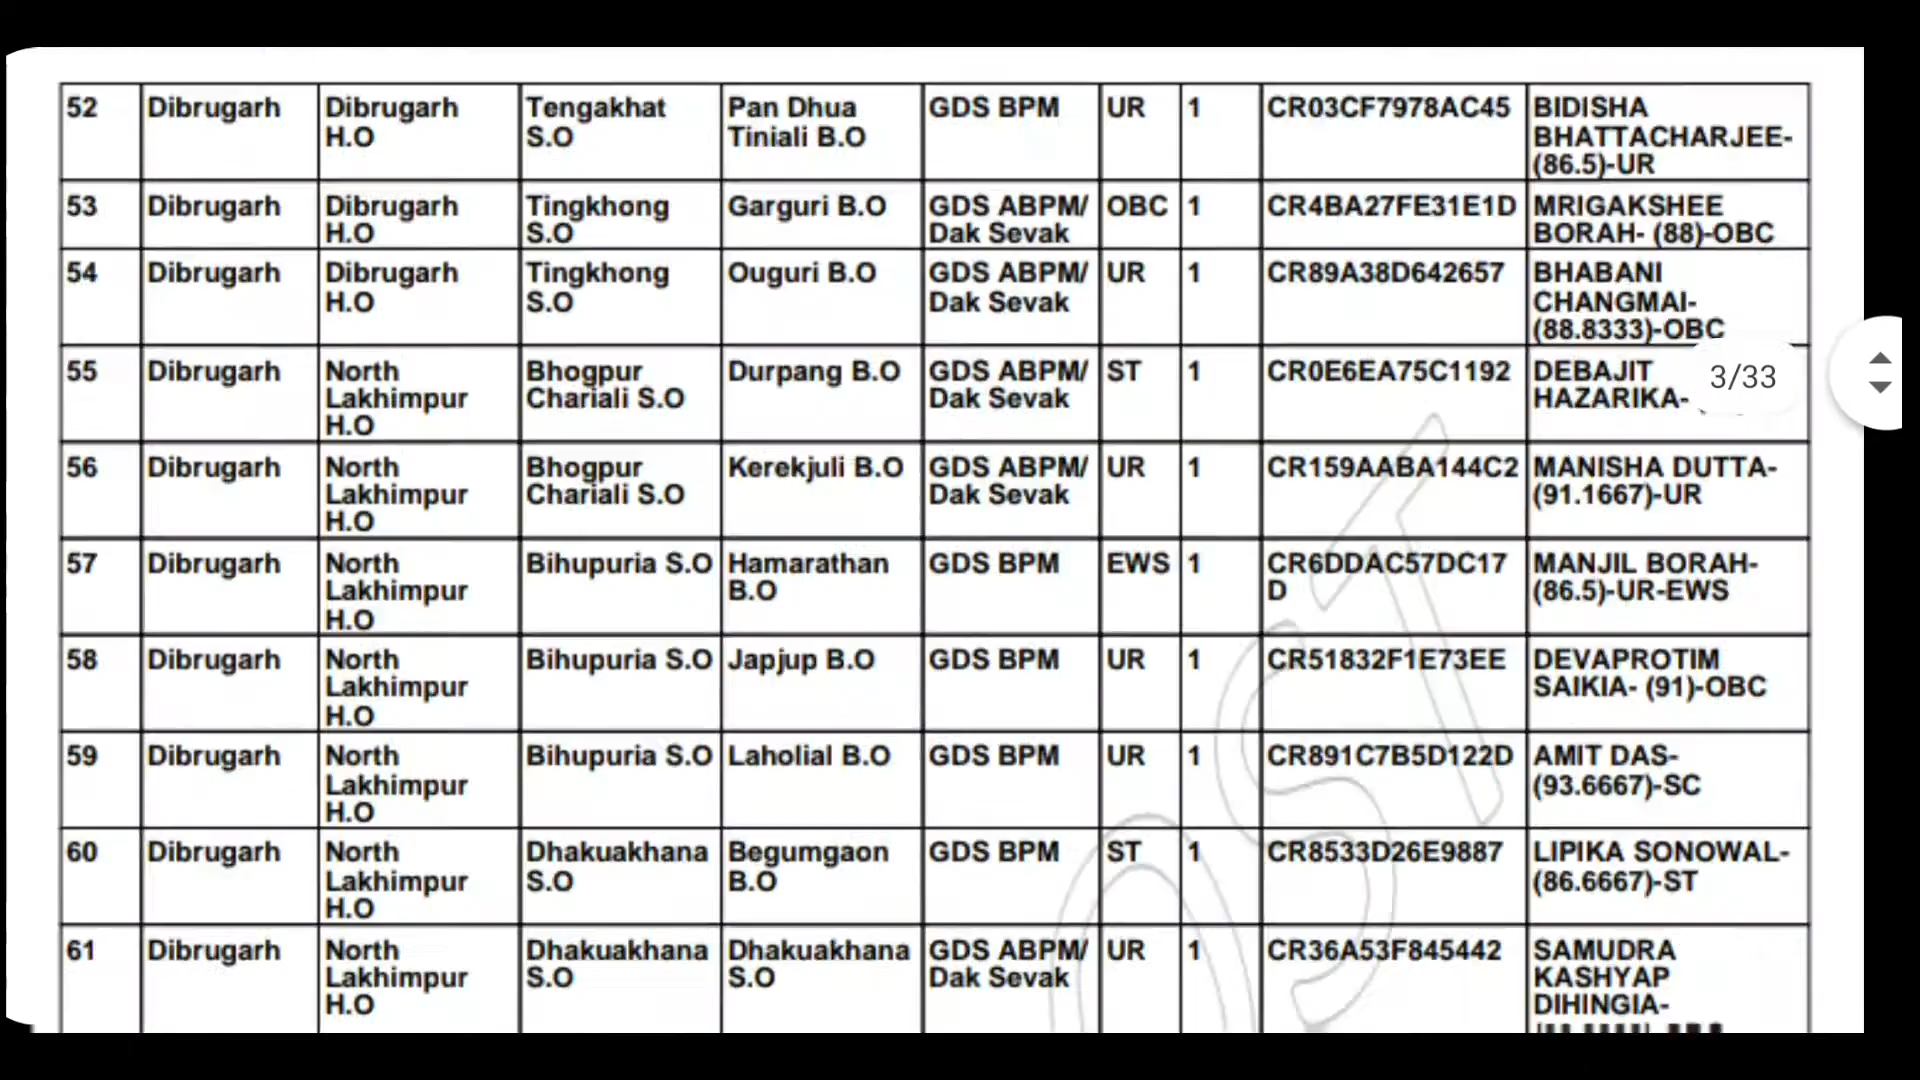 52 Dibrugarh Dibrugarh Tengakhat Pan Dhua GDS BPM UR 1 CR03CF7978AC45 BIDISHA
H.O S.O Tiniali B.O BHATTACHARJEE-
(86.5)-UR
53 Dibrugarh Dibrugarh Tingkhong Garguri B.O GDS ABPM/ OBC 1 CR4BA27FE31E1D MRIGAKSHEE
H.O S.O Dak Sevak BORAH- (88)-OBC
54 Dibrugarh Dibrugarh Tingkhong Ouguri B.O GDS ABPM/ UR 1 CR89A38D642657 BHABANI
H.O S.O Dak Sevak CHANGMAI-
(88.8333)-OBC
55 Dibrugarh North Bhogpur Durpang B.O GDS ABPM/ ST 1 CR0E6EA75C1192 DEBAJIT
Lakhimpur Chariali S.O Dak Sevak HAZARIKA-
H.O
3/33
56 Dibrugarh North Bhogpur Kerekjuli B.O GDS ABPM/ UR 1 CR159AABA144C2 MANISHA DUTTA-
Lakhimpur Chariali S.O Dak Sevak (91.1667)-UR
H.O
57 Dibrugarh North Bihupuria S.O Hamarathan GDS BPM EWS 1 CR6DDAC57DC17 MANJIL BORAH-
Lakhimpur B.O D (86.5)-UR-EWS
H.O
58 Dibrugarh North Bihupuria S.O Japjup B.O GDS BPM UR 1 CR51832F1E73EE DEVAPROTIM
Lakhimpur SAIKIA- (91)-OBC
H.O
59 Dibrugarh North Bihupuria S.O Laholial B.O GDS BPM UR 1 CR891C7B5D122D AMIT DAS-
Lakhimpur (93.6667)-SC
H.O
60 Dibrugarh North Dhakuakhana Begumgaon GDS BPM ST 1 CR8533D26E9887 LIPIKA SONOWAL-
Lakhimpur S.O B.O (86.6667)-ST
H.O
61 Dibrugarh North Dhakuakhana Dhakuakhana GDS ABPM/ UR 1 CR36A53F845442 SAMUDRA
Lakhimpur S.O S.O Dak Sevak KASHYAP
H.O DIHINGIA-
OST